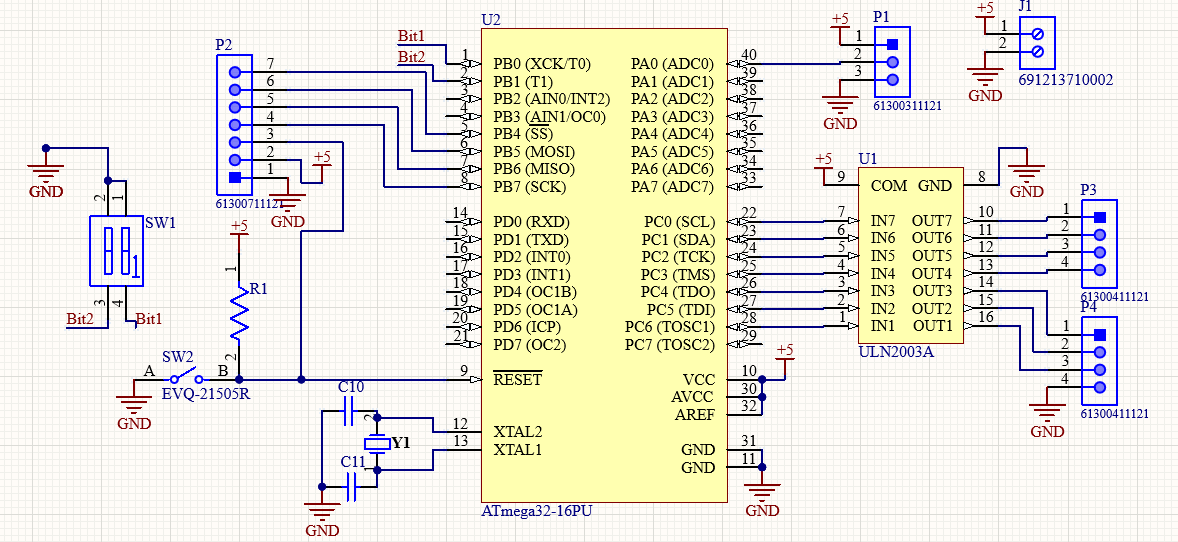 U2
Bit1
Bit2
1 PB0 (XCK/T0)
2 PB1 (T1)
3 PB2 (AIN0/INT2)
4 PB3 (AIN1/OC0)
5 PB4 (SS)
6 PB5 (MOSI)
7 PB6 (MISO)
8 PB7 (SCK)
14 PD0 (RXD)
15 PD1 (TXD)
16 PD2 (INT0)
17 PD3 (INT1)
18 PD4 (OC1B)
19 PD5 (OC1A)
20 PD6 (ICP)
21 PD7 (OC2)
9 RESET
12 XTAL2
13 XTAL1
PA0 (ADC0) 40
PA1 (ADC1) 39
PA2 (ADC2) 38
PA3 (ADC3) 37
PA4 (ADC4) 36
PA5 (ADC5) 35
PA6 (ADC6) 34
PA7 (ADC7) 33
PC0 (SCL) 22
PC1 (SDA) 23
PC2 (TCK) 24
PC3 (TMS) 25
PC4 (TDO) 26
PC5 (TDI) 27
PC6 (TOSC1) 28
PC7 (TOSC2) 29
VCC 10
AVCC 30
AREF 32
GND 31
GND 11
+5
GND
ATmega32-16PU
P2
7
6
5
4
3
2
1
+5
GND
GND
2 1
SW1
1
3 4
Bit2
Bit1
+5
1
R1
2
SW2
A B
EVQ-21505R
GND
C10
2
Y1
C11
1
GND
+5
P1
1
2
3
61300311121
GND
+5
J1
1
2
691213710002
GND
U1
+5
9 COM GND 8
GND
7 IN7 OUT7 10
6 IN6 OUT6 11
5 IN5 OUT5 12
4 IN4 OUT4 13
3 IN3 OUT3 14
2 IN2 OUT2 15
1 IN1 OUT1 16
ULN2003A
P3
1
2
3
4
61300411121
P4
1
2
3
4
61300411121
GND